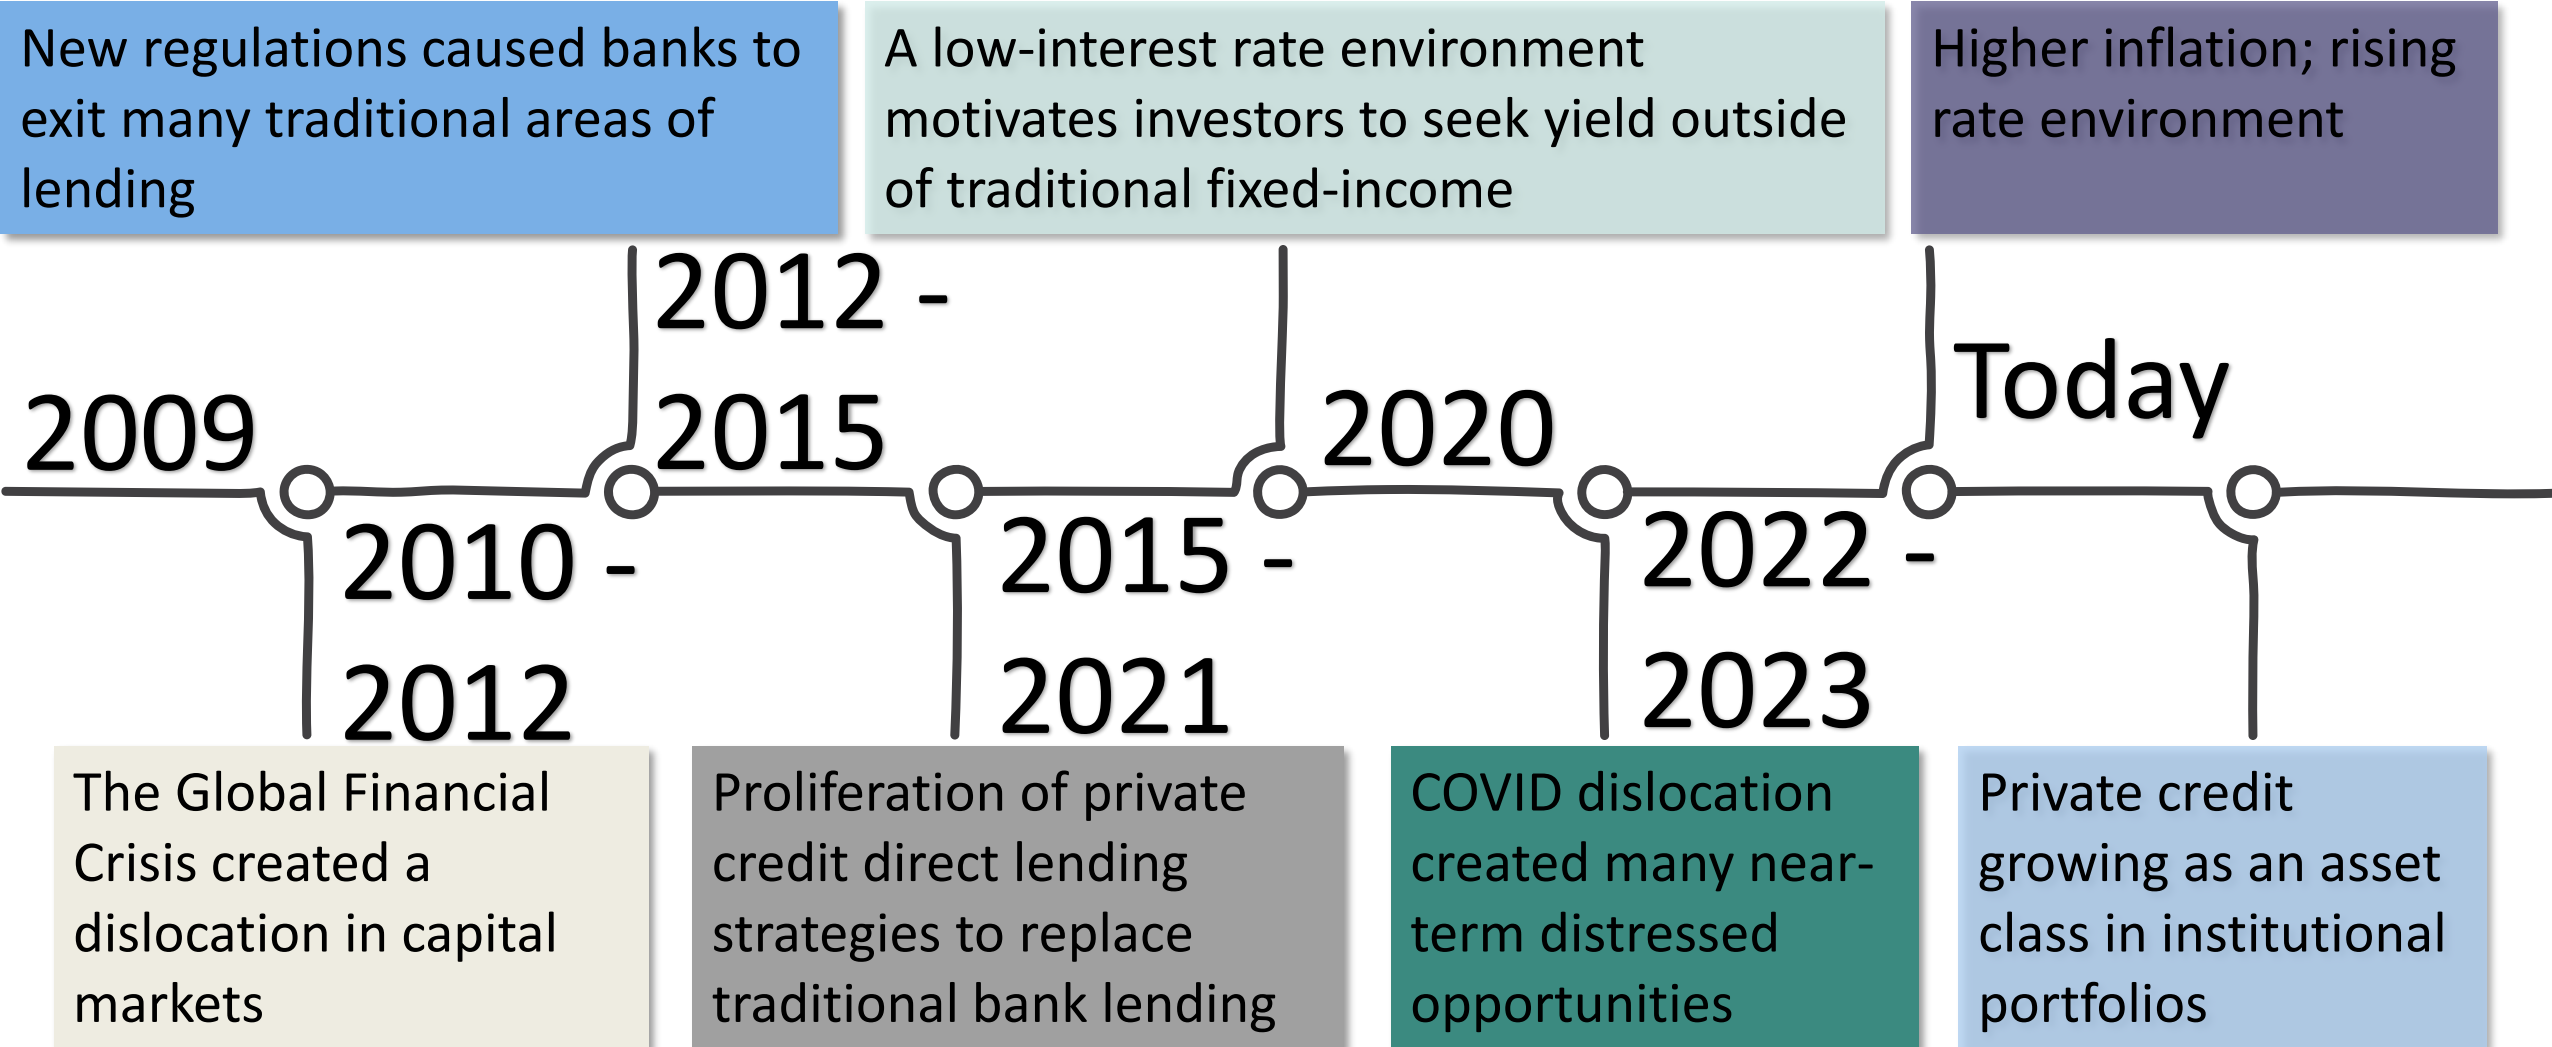 New regulations caused banks to
exit many traditional areas of
lending
A low-interest rate environment
motivates investors to seek yield outside
of traditional fixed-income
Higher inflation; rising
rate environment
2009
2010 -
2012
2012 -
2015
2015 -
2021
2020
2022 -
2023
Today
The Global Financial
Crisis created a
dislocation in capital
markets
Proliferation of private
credit direct lending
strategies to replace
traditional bank lending
COVID dislocation
created many near-
term distressed
opportunities
Private credit
growing as an asset
class in institutional
portfolios